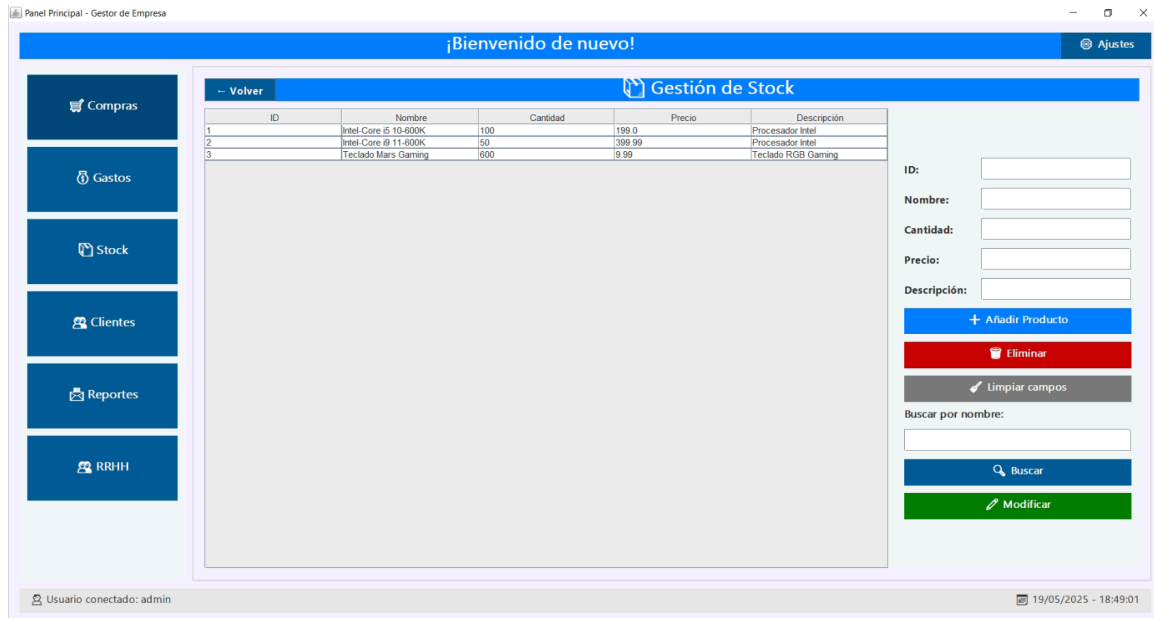 Panel Principal - Gestor de Empresa
¡Bienvenido de nuevo!
Ajustes
Compras
Gastos
Stock
Clientes
Reportes
RRHH
← Volver
Gestión de Stock
ID Nombre Cantidad Precio Descripción
1 Intel-Core i5 10-600K 100 199.0 Procesador Intel
2 Intel-Core i9 11-600K 50 399.99 Procesador Intel
3 Teclado Mars Gaming 600 9.99 Teclado RGB Gaming
ID:
Nombre:
Cantidad:
Precio:
Descripción:
+ Añadir Producto
Eliminar
Limpiar campos
Buscar por nombre:
Buscar
Modificar
Usuario conectado: admin
19/05/2025 - 18:49:01